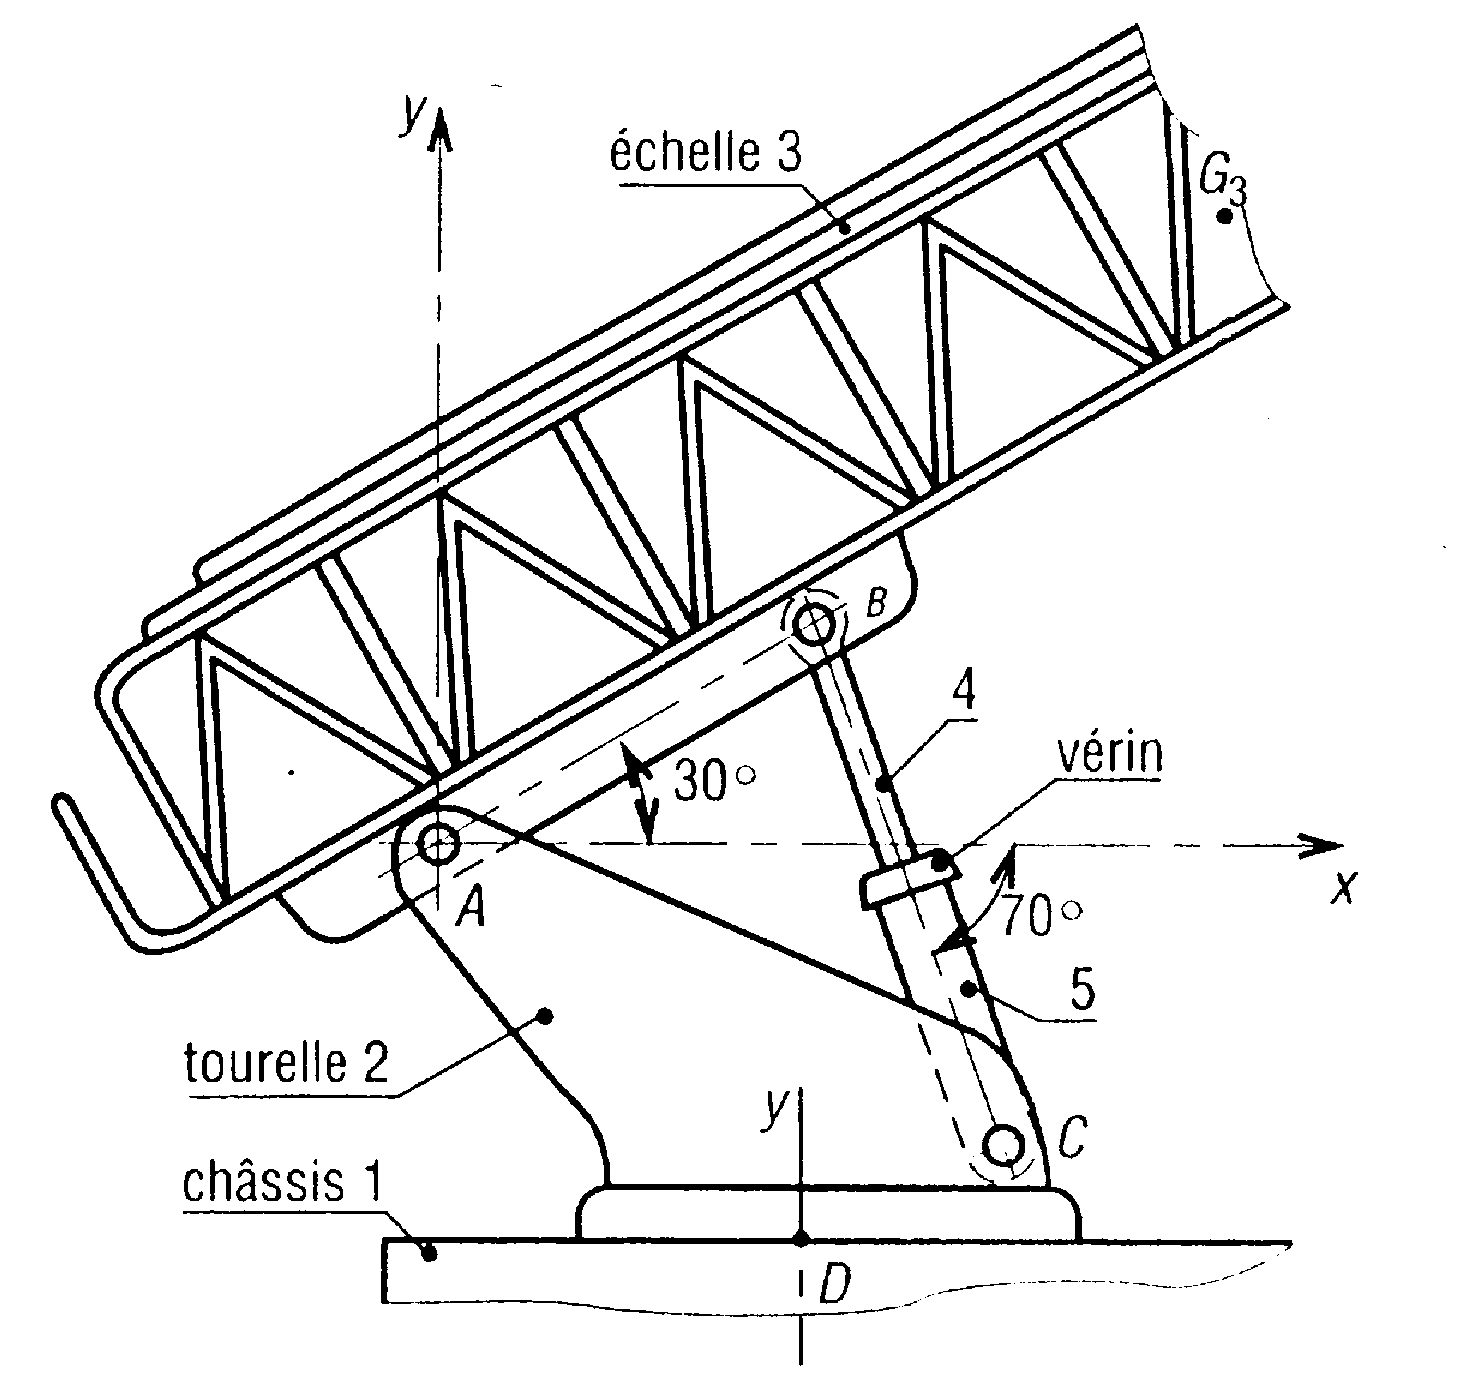 y
échelle 3
G3
B
4
vérin
30°
A
x
70°
5
tourelle 2
y
C
châssis 1
D